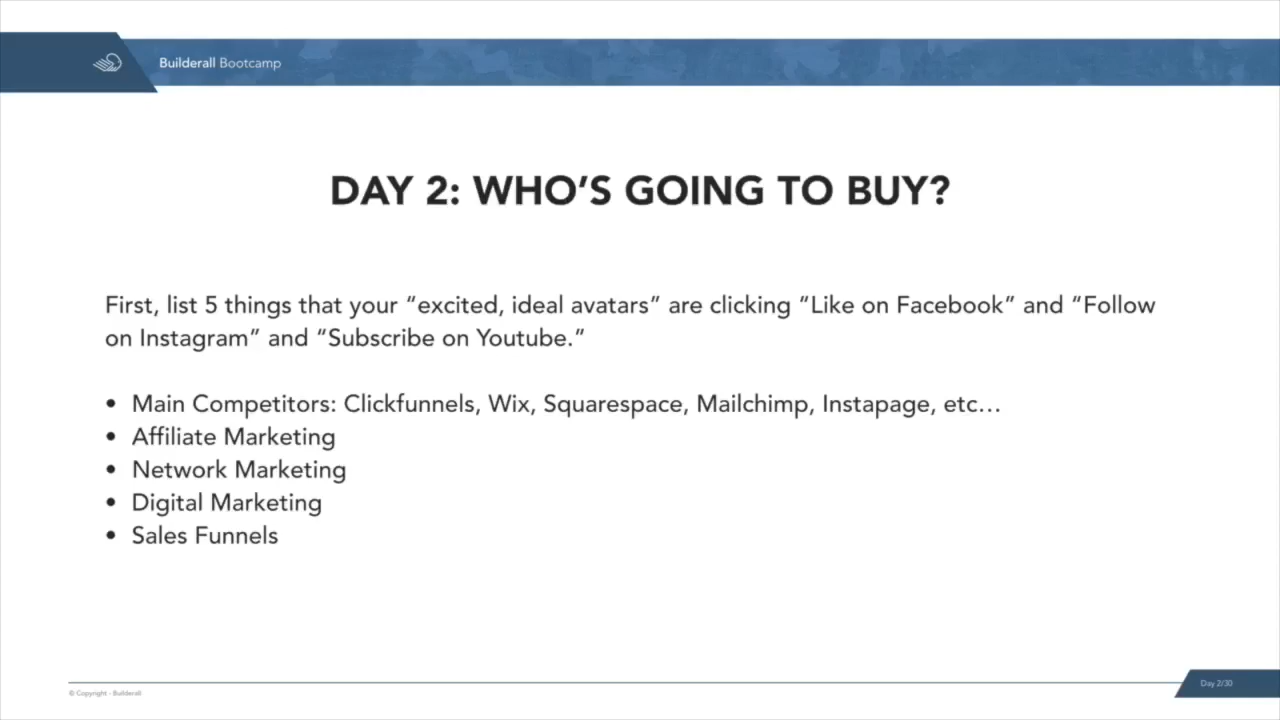 Builderall Bootcamp
DAY 2: WHO’S GOING TO BUY?
First, list 5 things that your “excited, ideal avatars” are clicking “Like on Facebook” and “Follow
on Instagram” and “Subscribe on Youtube.”
• Main Competitors: Clickfunnels, Wix, Squarespace, Mailchimp, Instapage, etc…
• Affiliate Marketing
• Network Marketing
• Digital Marketing
• Sales Funnels
© Copyright - Builderall
Day 2/30